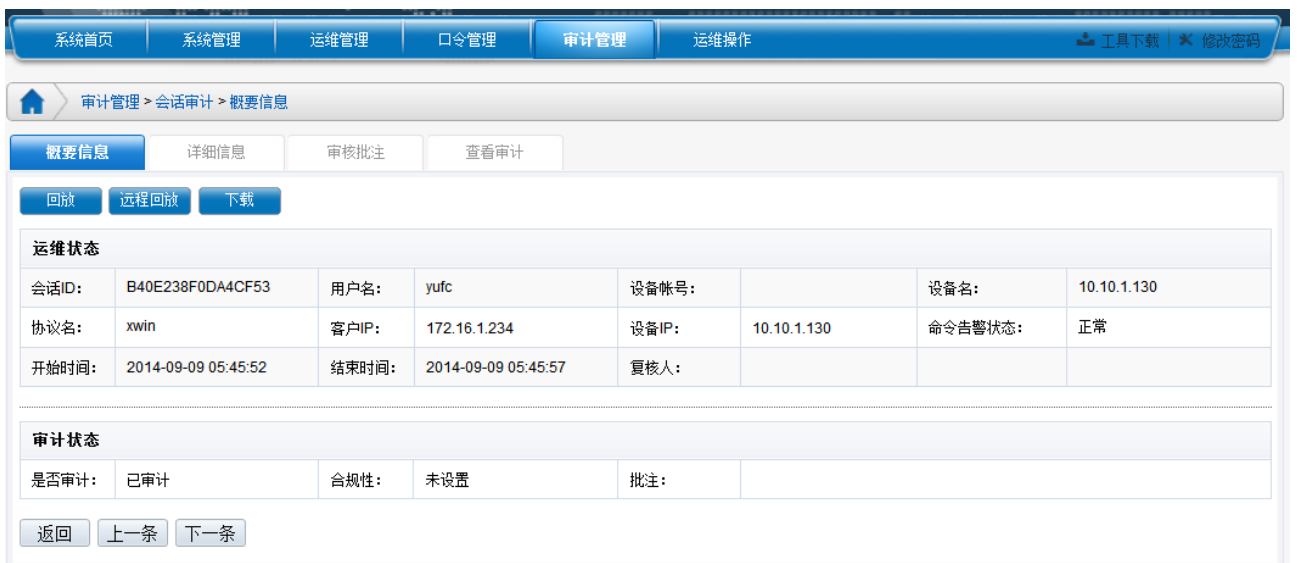 系统首页 系统管理 运维管理 口令管理 审计管理 运维操作 工具下载 修改密码
审计管理 > 会话审计 > 概要信息
概要信息 详细信息 审核批注 查看审计
回放 远程回放 下载
运维状态
会话ID： B40E238F0DA4CF53 用户名： yufc 设备帐号： 设备名： 10.10.1.130
协议名： xwin 客户IP： 172.16.1.234 设备IP： 10.10.1.130 命令告警状态： 正常
开始时间： 2014-09-09 05:45:52 结束时间： 2014-09-09 05:45:57 复核人：
审计状态
是否审计： 已审计 合规性： 未设置 批注：
返回 上一条 下一条